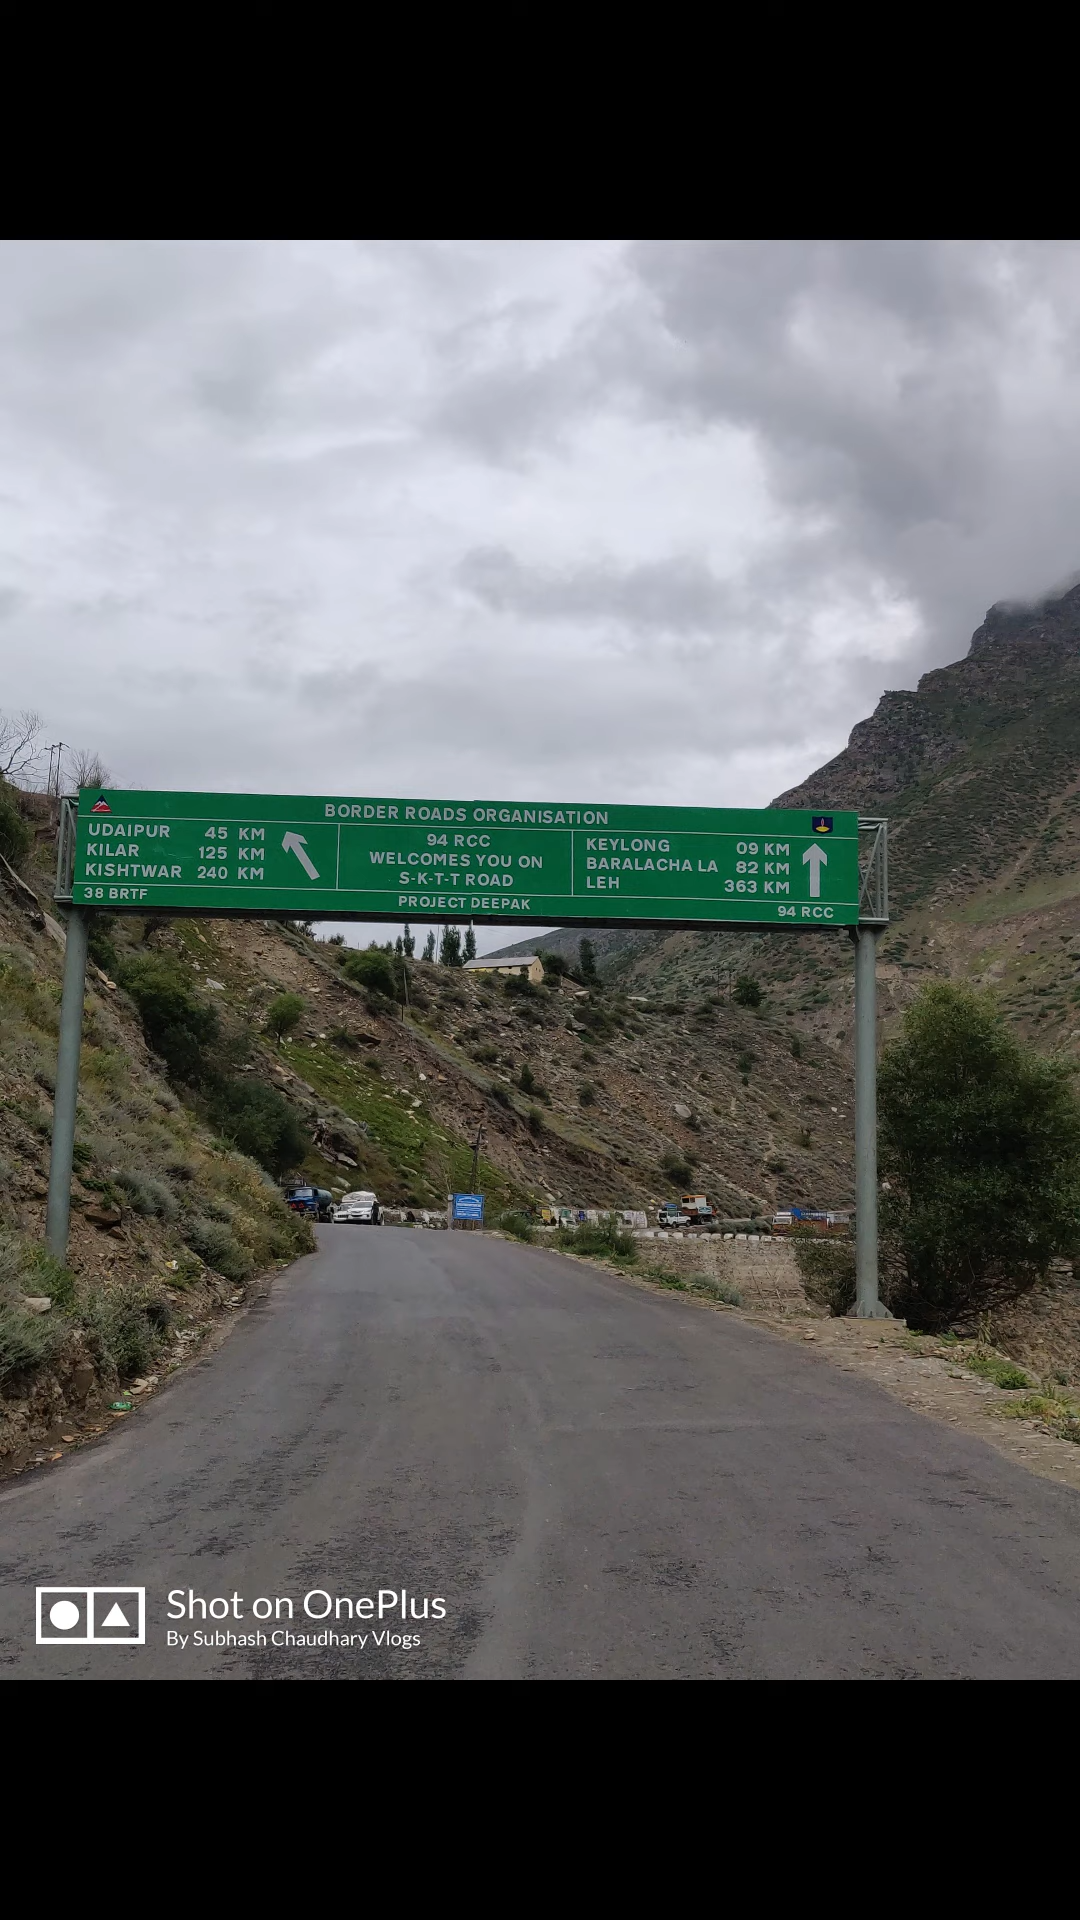 BORDER ROADS ORGANISATION
UDAIPUR 45 KM
KILAR 125 KM
KISHTWAR 240 KM
38 BRTF
94 RCC
WELCOMES YOU ON
S-K-T-T ROAD
PROJECT DEEPAK
KEYLONG 09 KM
BARALACHA LA 82 KM
LEH 363 KM
94 RCC
Shot on OnePlus
By Subhash Chaudhary Vlogs